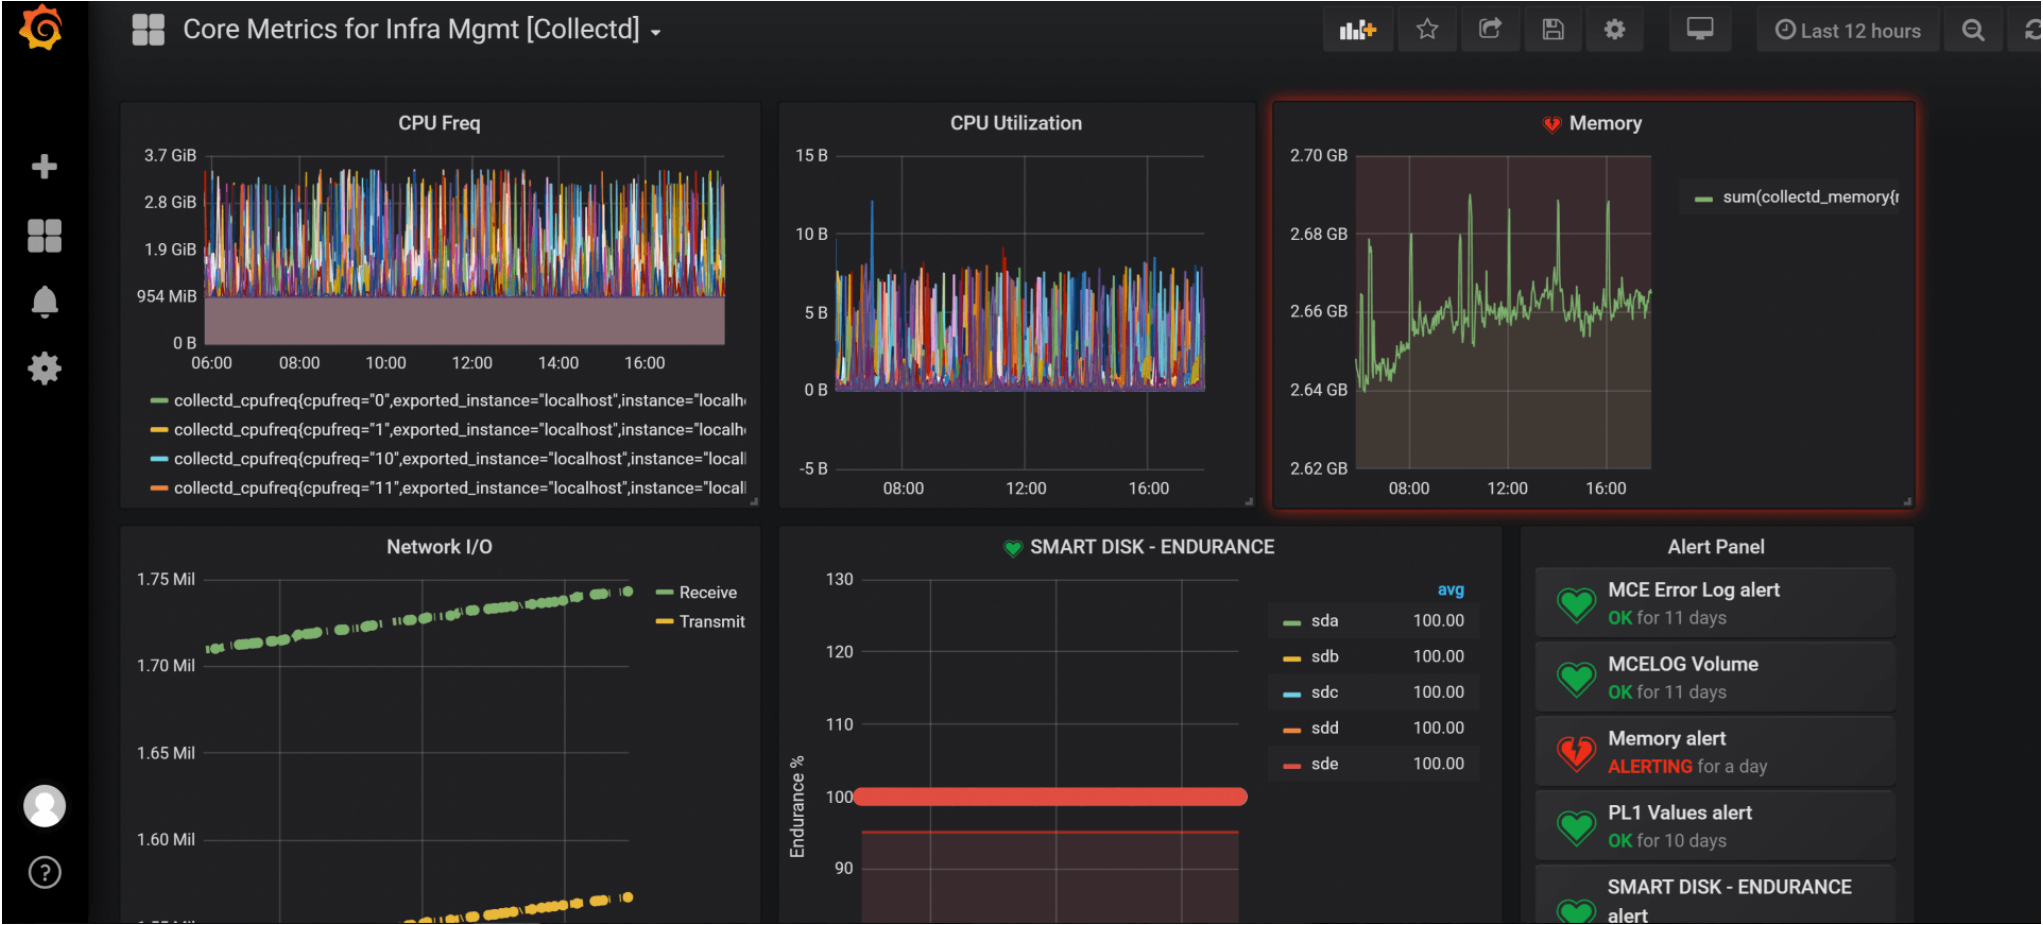 Core Metrics for Infra Mgmt [Collectd]
Last 12 hours
CPU Freq
3.7 GiB
2.8 GiB
1.9 GiB
954 MiB
0 B
06:00 08:00 10:00 12:00 14:00 16:00
collectd_cpufreq{cpufreq="0",exported_instance="localhost",instance="localh
collectd_cpufreq{cpufreq="1",exported_instance="localhost",instance="localh
collectd_cpufreq{cpufreq="10",exported_instance="localhost",instance="local
collectd_cpufreq{cpufreq="11",exported_instance="localhost",instance="local
CPU Utilization
15 B
10 B
5 B
0 B
-5 B
08:00 12:00 16:00
Memory
2.70 GB
2.68 GB
2.66 GB
2.64 GB
2.62 GB
08:00 12:00 16:00
sum(collectd_memory{
Network I/O
1.75 Mil
1.70 Mil
1.65 Mil
1.60 Mil
Receive
Transmit
SMART DISK - ENDURANCE
Endurance %
130
120
110
100
90
avg
sda 100.00
sdb 100.00
sdc 100.00
sdd 100.00
sde 100.00
Alert Panel
MCE Error Log alert
OK for 11 days
MCELOG Volume
OK for 11 days
Memory alert
ALERTING for a day
PL1 Values alert
OK for 10 days
SMART DISK - ENDURANCE
alert